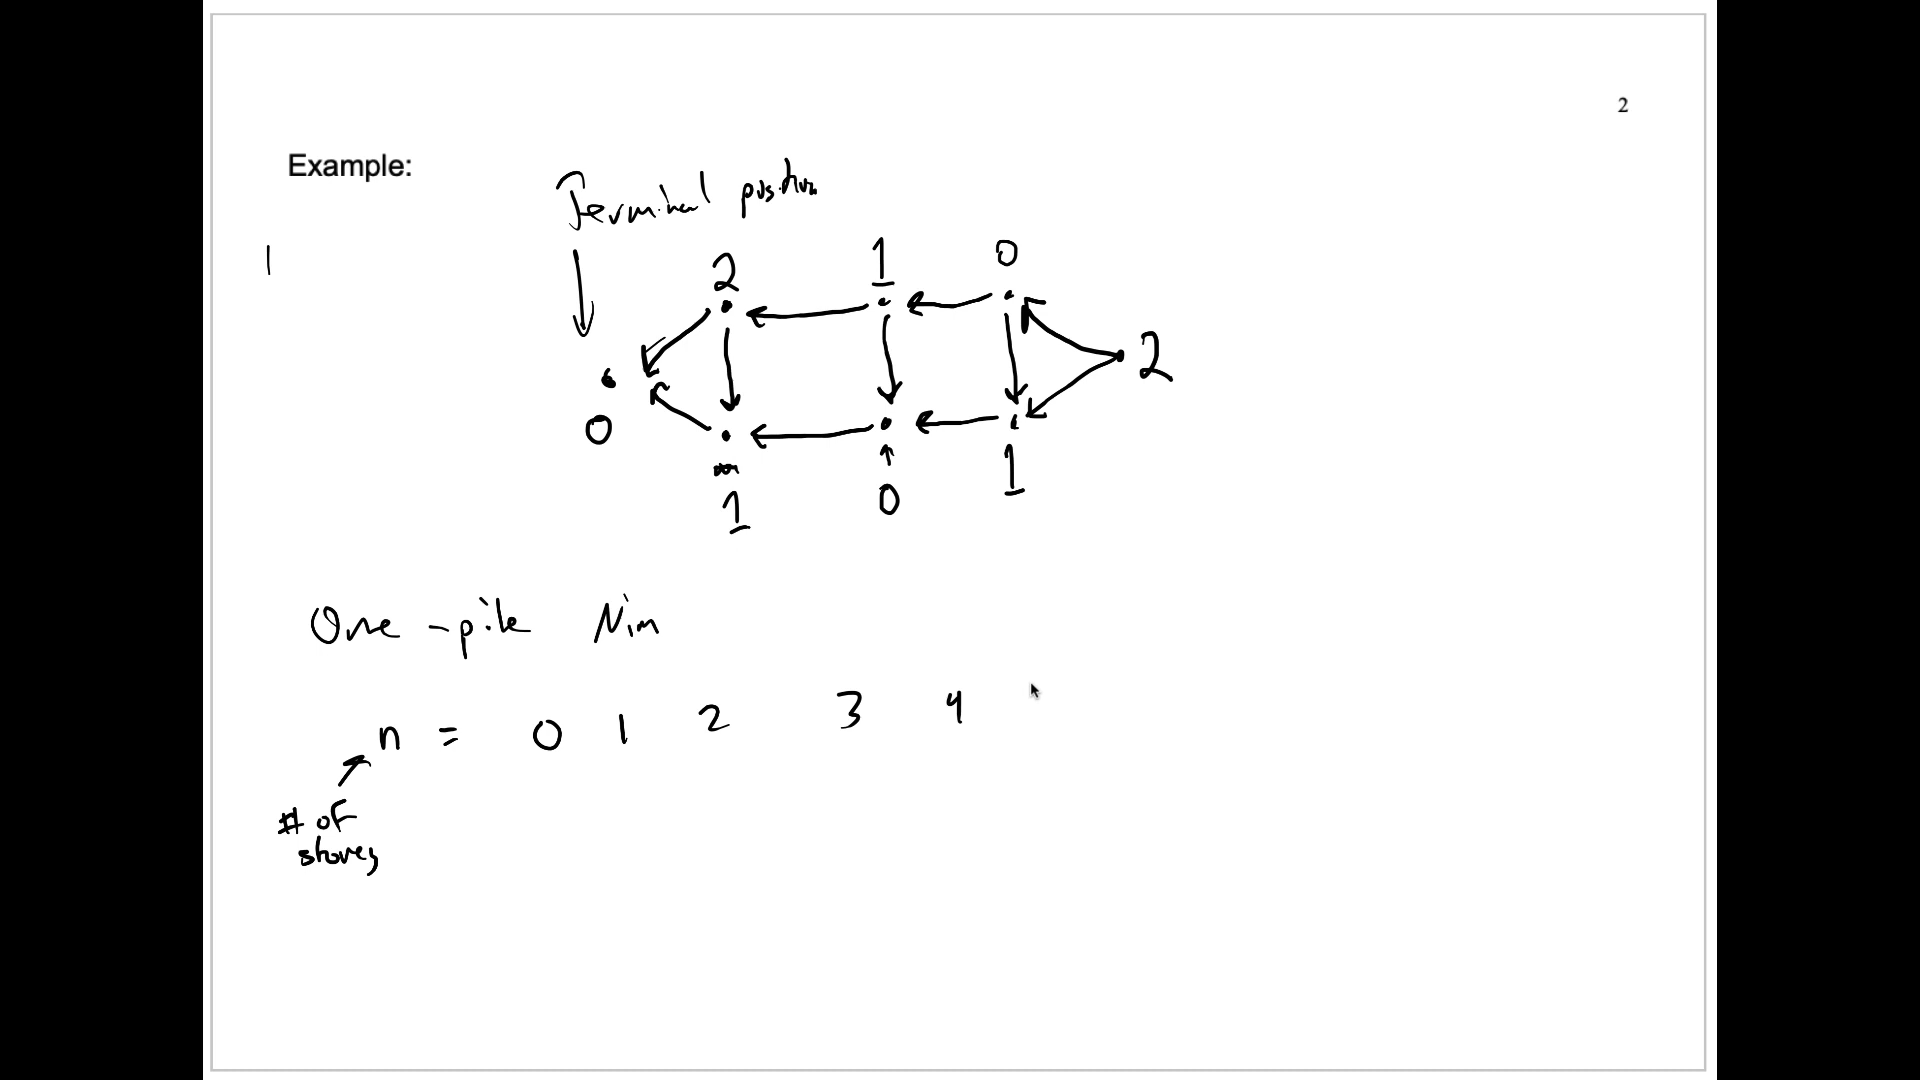 2
Example:
Terminal position
1
2 1 0
2
0
1 0 1
One-pile Nim
n = 0 1 2 3 4
# of
stones